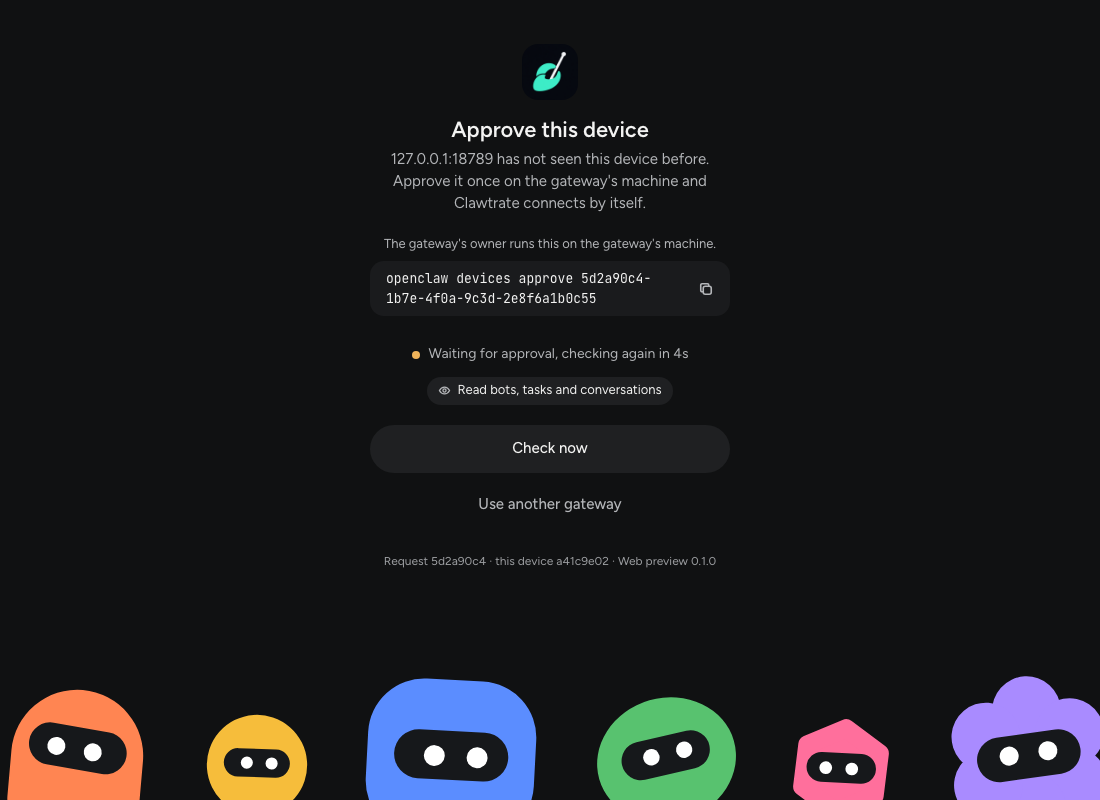 Approve this device
127.0.0.1:18789 has not seen this device before.
Approve it once on the gateway's machine and
Clawtrate connects by itself.
The gateway's owner runs this on the gateway's machine.
openclaw devices approve 5d2a90c4-
1b7e-4f0a-9c3d-2e8f6a1b0c55
Waiting for approval, checking again in 4s
Read bots, tasks and conversations
Check now
Use another gateway
Request 5d2a90c4 · this device a41c9e02 · Web preview 0.1.0